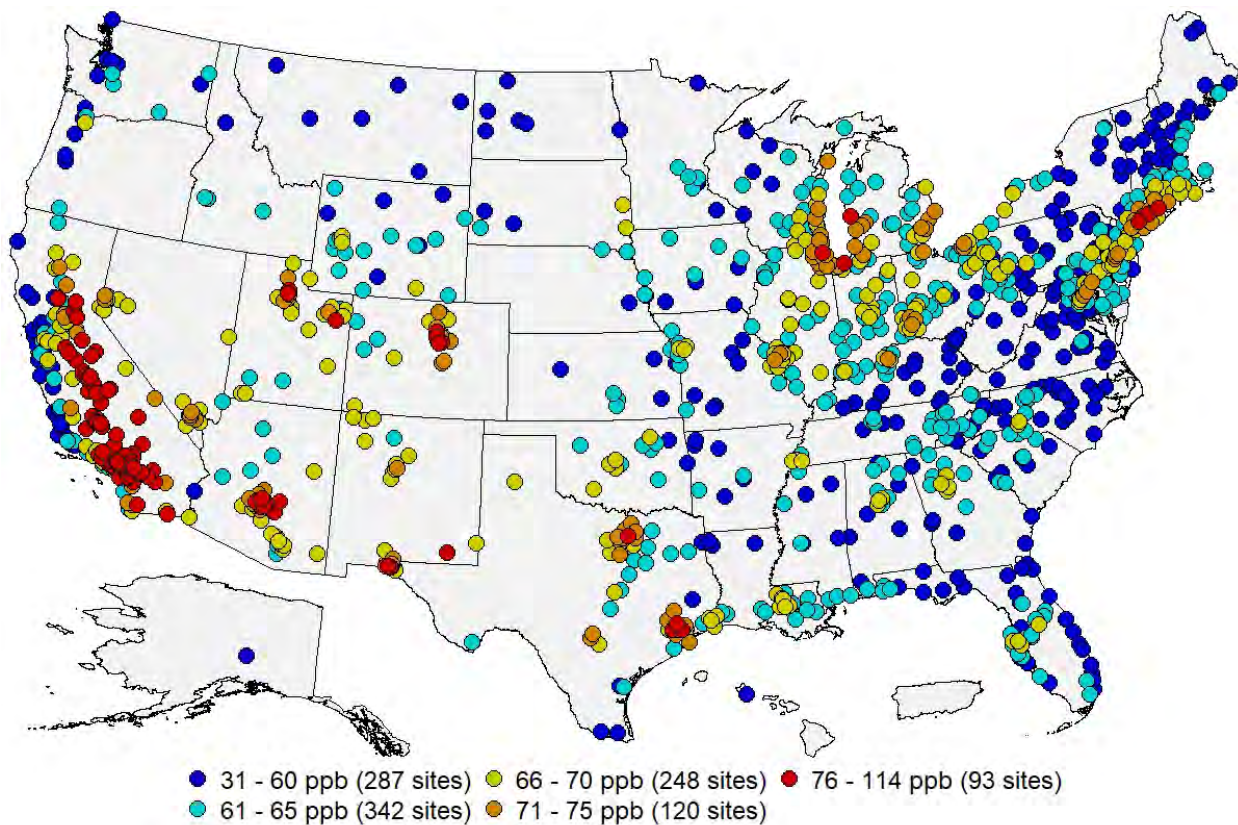 31 - 60 ppb (287 sites) 66 - 70 ppb (248 sites) 76 - 114 ppb (93 sites)
61 - 65 ppb (342 sites) 71 - 75 ppb (120 sites)